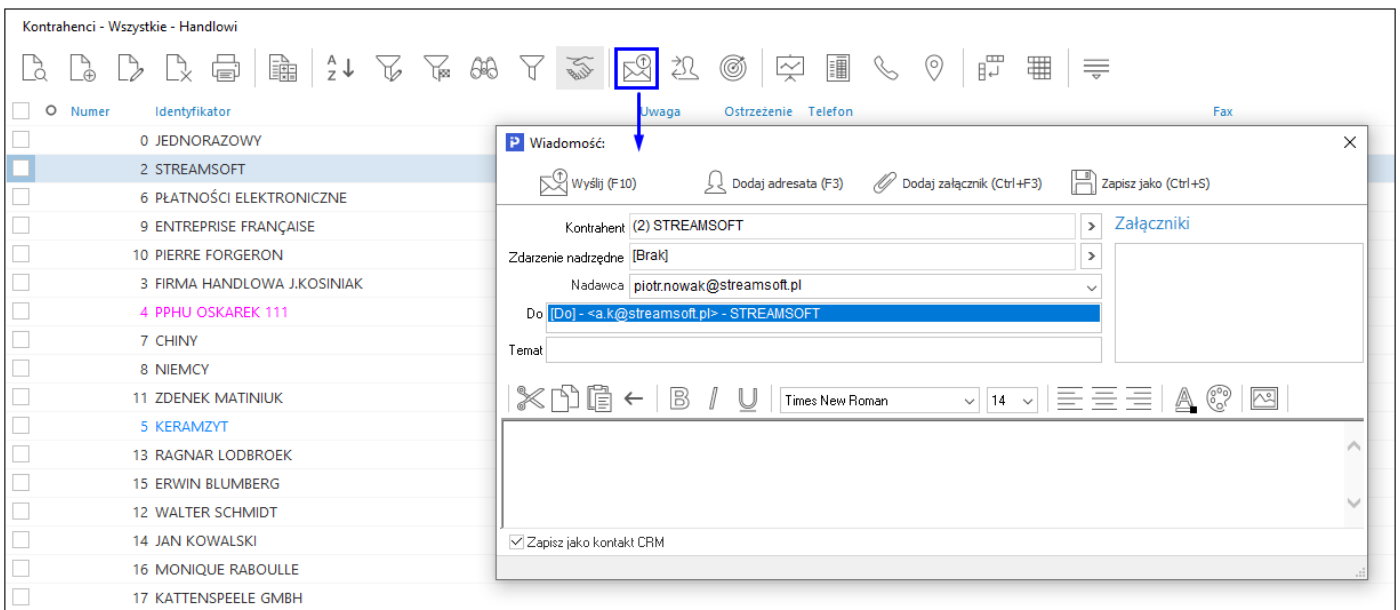 Kontrahenci - Wszystkie - Handlowi
A
Z
Numer Identyfikator Uwaga Ostrzeżenie Telefon Fax
0 JEDNORAZOWY
2 STREAMSOFT
6 PŁATNOŚCI ELEKTRONICZNE
9 ENTREPRISE FRANÇAISE
10 PIERRE FORGERON
3 FIRMA HANDLOWA J.KOSINIAK
4 PPHU OSKAREK 111
7 CHINY
8 NIEMCY
11 ZDENEK MATINIUK
5 KERAMZYT
13 RAGNAR LODBROEK
15 ERWIN BLUMBERG
12 WALTER SCHMIDT
14 JAN KOWALSKI
16 MONIQUE RABOULLE
17 KATTENSPEELE GMBH
Wiadomość:
Wyślij (F10) Dodaj adresata (F3) Dodaj załącznik (Ctrl+F3) Zapisz jako (Ctrl+S)
Kontrahent (2) STREAMSOFT
Załączniki
Zdarzenie nadrzędne [Brak]
Nadawca piotr.nowak@streamsoft.pl
Do [Do] - <a.k@streamsoft.pl> - STREAMSOFT
Temat
B I U Times New Roman 14 A
Zapisz jako kontakt CRM